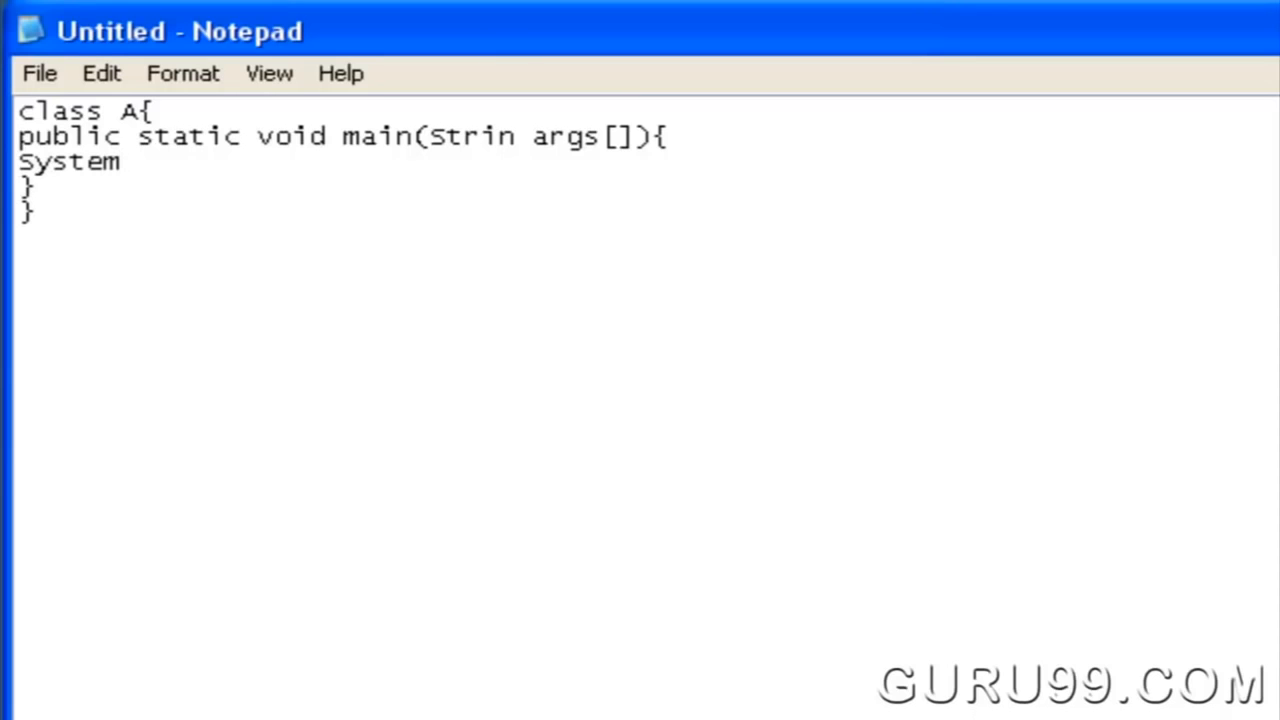 Untitled - Notepad
File Edit Format View Help
class A{
public static void main(Strin args[]){
System
}
}
GURU99.COM